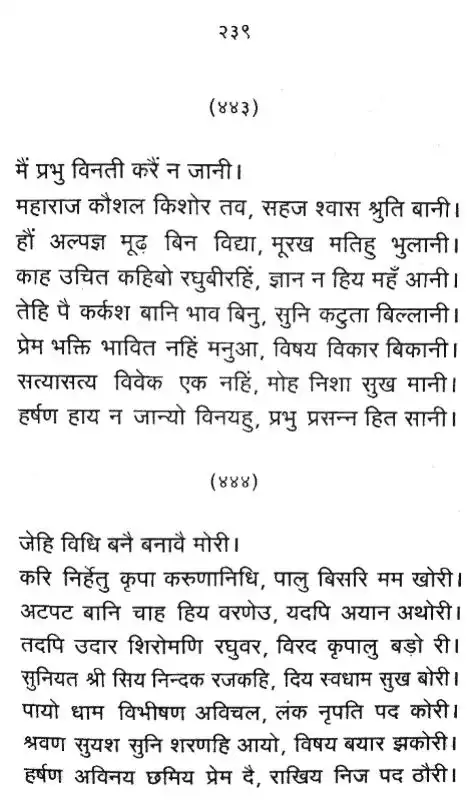 २३९
(४४३)
मैं प्रभु विनती करैं न जानी।
महाराज कौशल किशोर तव, सहज श्वास श्रुति बानी।
हौं अल्पज्ञ मूढ़ बिन विद्या, मूरख मतिहु भुलानी।
काह उचित कहिबो रघुबीरहिं, ज्ञान न हिय महँ आनी।
तेहि पै कर्कश बानि भाव बिनु, सुनि कटुता बिल्लानी।
प्रेम भक्ति भावित नहिं मनुआ, विषय विकार बिकानी।
सत्यासत्य विवेक एक नहिं, मोह निशा सुख मानी।
हर्षण हाय न जान्यो विनयहु, प्रभु प्रसन्न हित सानी।
(४४४)
जेहि विधि बनै बनावै मोरी।
करि निर्हेतु कृपा करुणानिधि, पालु बिसरि मम खोरी।
अटपट बानि चाह हिय वरणेउ, यदपि अयान अथोरी।
तदपि उदार शिरोमणि रघुवर, विरद कृपालु बड़ो री।
सुनियत श्री सिय निन्दक रजकहि, दिय स्वधाम सुख बोरी।
पायो धाम विभीषण अविचल, लंक नृपति पद कोरी।
श्रवण सुयश सुनि शरणहि आयो, विषय बयार झकोरी।
हर्षण अविनय छमिय प्रेम दै, राखिय निज पद ठौरी।